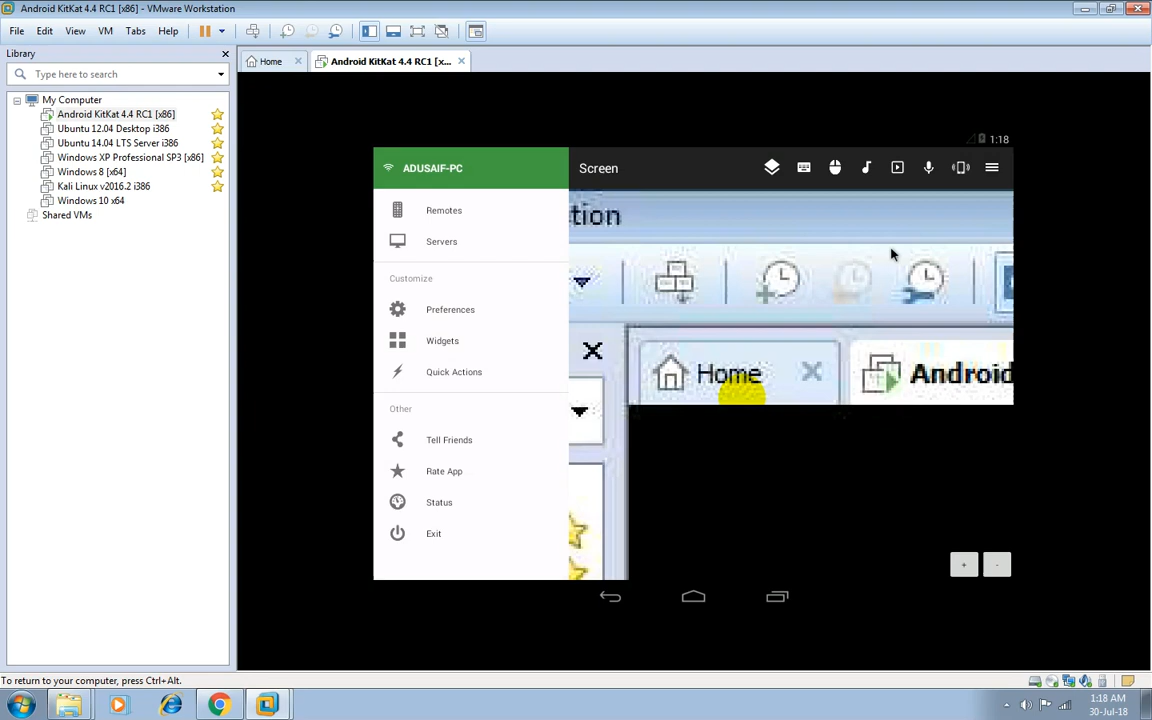 Android KitKat 4.4 RC1 [x86] - VMware Workstation
File Edit View VM Tabs Help
Library
Type here to search
My Computer
Android KitKat 4.4 RC1 [x86]
Ubuntu 12.04 Desktop i386
Ubuntu 14.04 LTS Server i386
Windows XP Professional SP3 [x86]
Windows 8 [x64]
Kali Linux v2016.2 i386
Windows 10 x64
Shared VMs
Home
Android KitKat 4.4 RC1 [x...
1:18
ADUSAIF-PC
Screen
Remotes
Servers
Customize
Preferences
Widgets
Quick Actions
Other
Tell Friends
Rate App
Status
Exit
tion
Home
Android
+ -
To return to your computer, press Ctrl+Alt.
1:18 AM
30-Jul-18